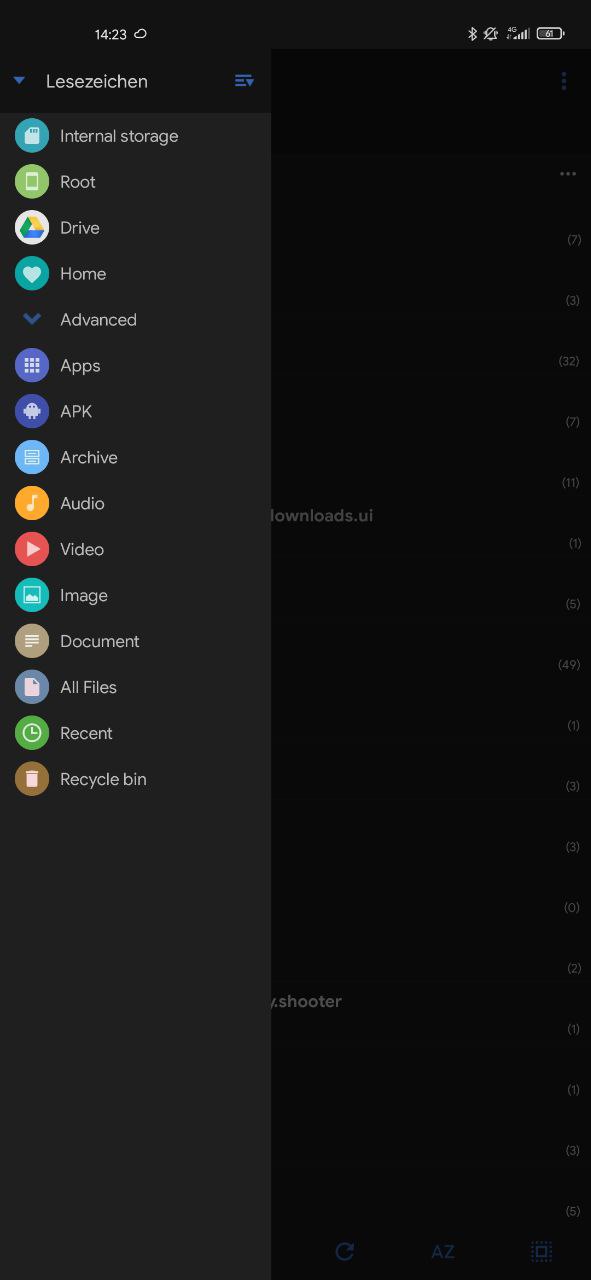 14:23
4G
61
Lesezeichen
Internal storage
Root
Drive
(7)
Home
(3)
Advanced
Apps
(32)
APK
(7)
Archive
(11)
Audio
downloads.ui
Video
(1)
Image
(5)
Document
(49)
All Files
Recent
(1)
Recycle bin
(3)
(3)
(0)
(2)
y.shooter
(1)
(1)
(3)
(5)
AZ